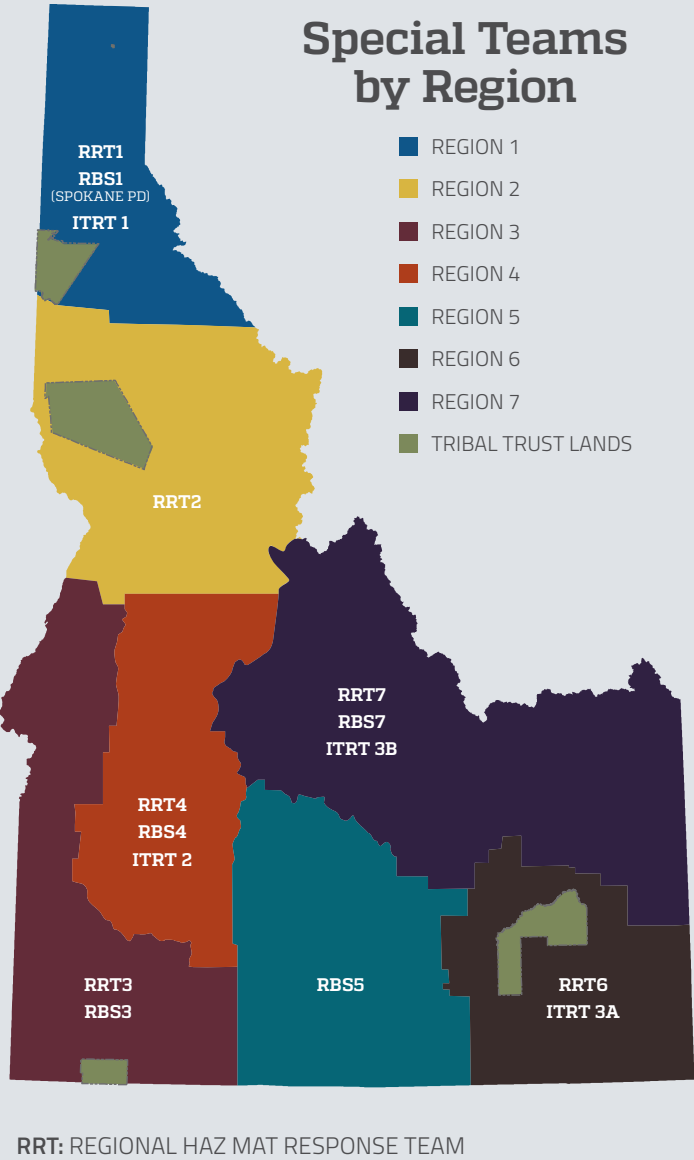 Special Teams
by Region
REGION 1
REGION 2
REGION 3
REGION 4
REGION 5
REGION 6
REGION 7
TRIBAL TRUST LANDS
RRT1
RBS1
(SPOKANE PD)
ITRT 1
RRT2
RRT7
RBS7
ITRT 3B
RRT4
RBS4
ITRT 2
RRT3
RBS3
RBS5
RRT6
ITRT 3A
RRT: REGIONAL HAZ MAT RESPONSE TEAM